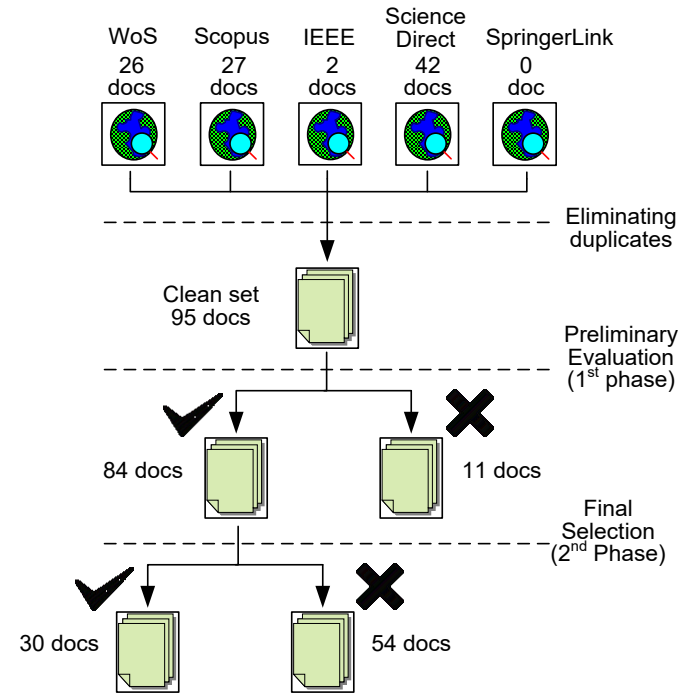 WoS
26
docs
Scopus
27
docs
IEEE
2
docs
Science
Direct
42
docs
SpringerLink
0
doc
Eliminating
duplicates
Clean set
95 docs
Preliminary
Evaluation
(1st phase)
84 docs
11 docs
Final
Selection
(2nd Phase)
30 docs
54 docs